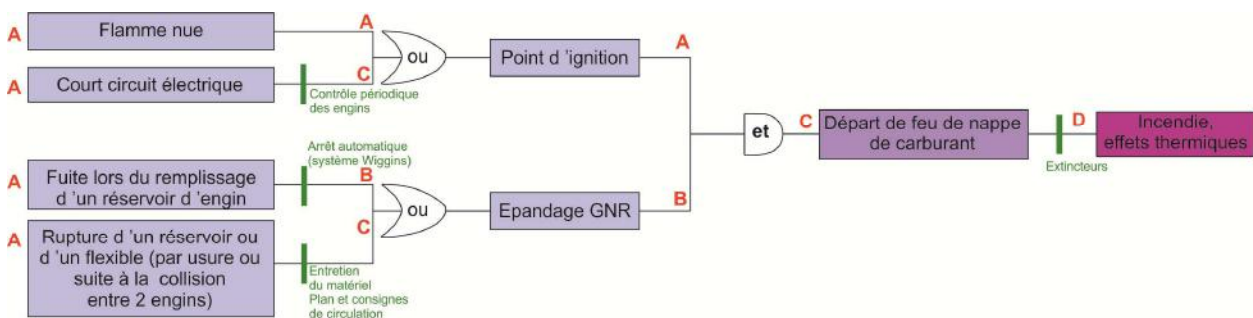 A
Flamme nue
A
ou
Point d 'ignition
A
A
Court circuit électrique
C
Contrôle périodique
des engins
et
C
Départ de feu de nappe
de carburant
D
Extincteurs
Incendie,
effets thermiques
Arrêt automatique
(système Wiggins)
A
Fuite lors du remplissage
d 'un réservoir d 'engin
B
ou
Epandage GNR
B
A
Rupture d 'un réservoir ou
d 'un flexible (par usure ou
suite à la collision
entre 2 engins)
C
Entretien
du matériel
Plan et consignes
de circulation